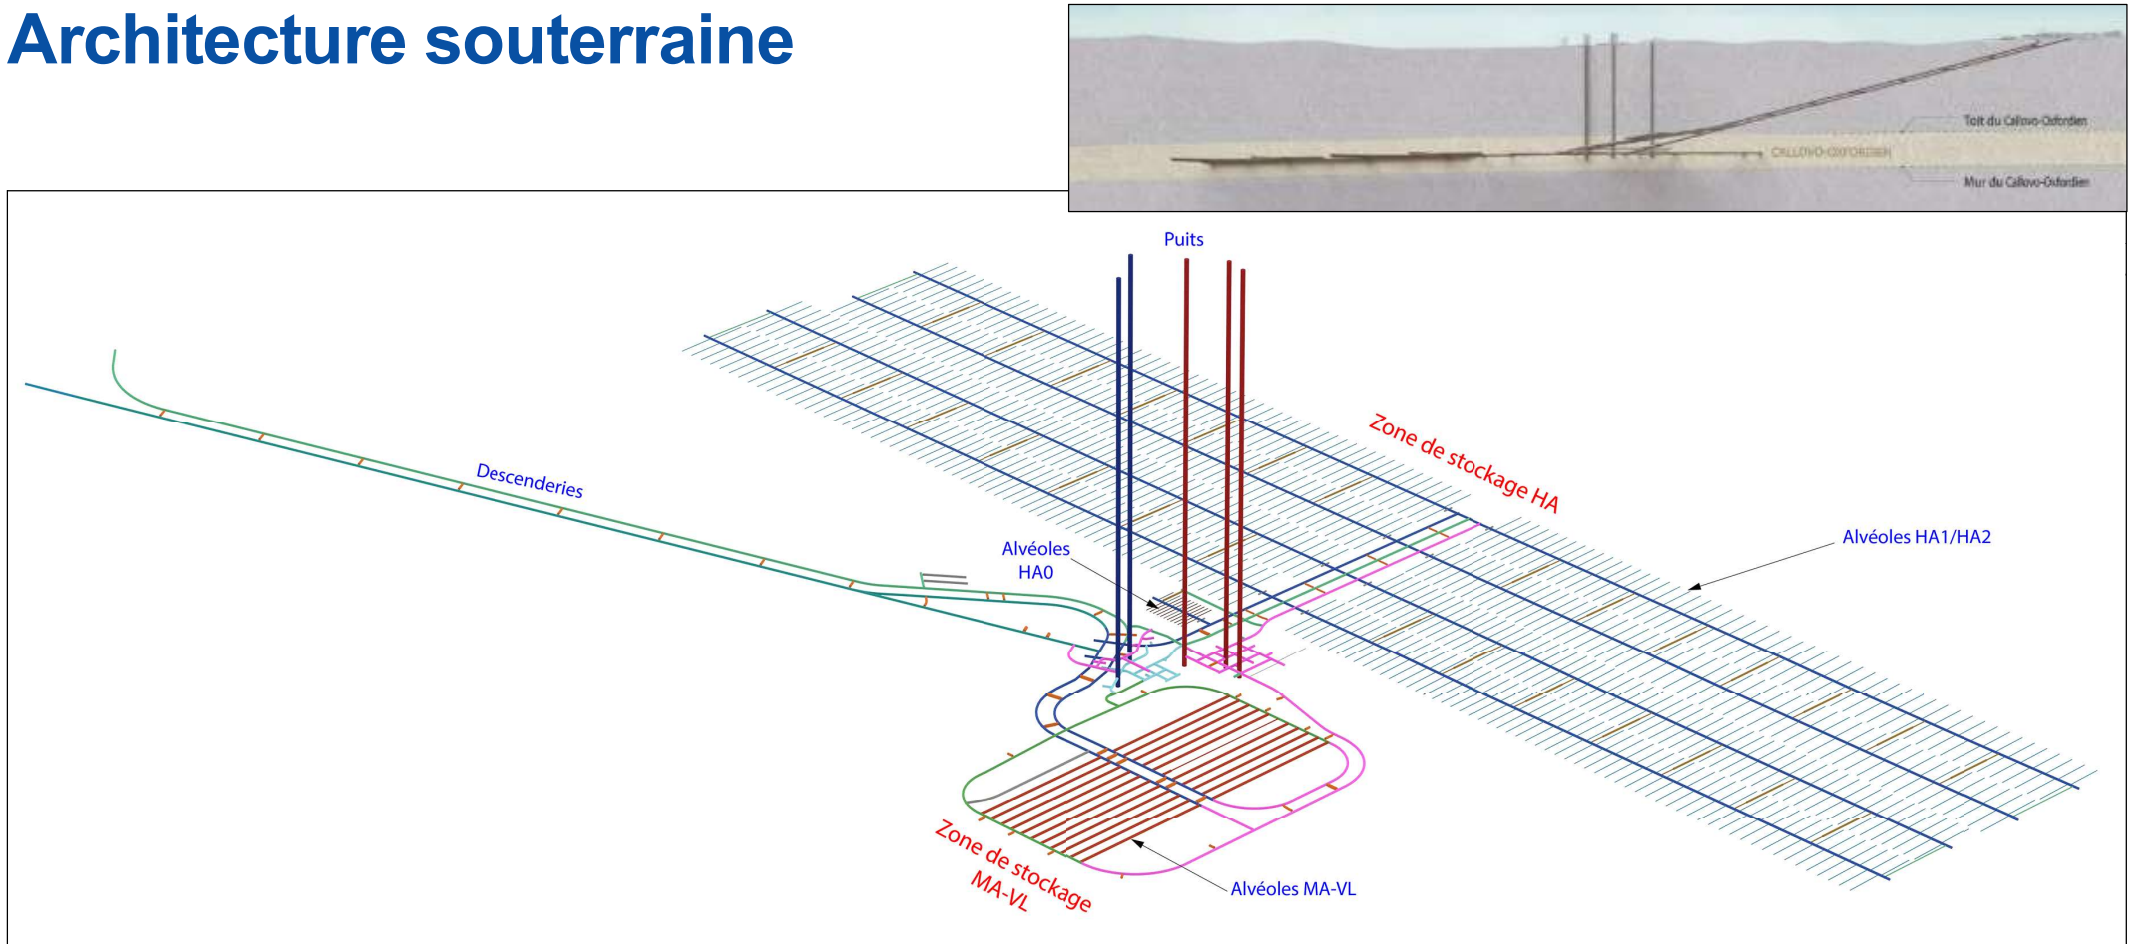 Architecture souterraine
Toit du Callovo-Oxfordien
CALLOVO-OXFORDIEN
Mur du Callovo-Oxfordien
Puits
Descenderies
Zone de stockage HA
Alvéoles HA1/HA2
Alvéoles
HA0
Zone de stockage
MA-VL
Alvéoles MA-VL